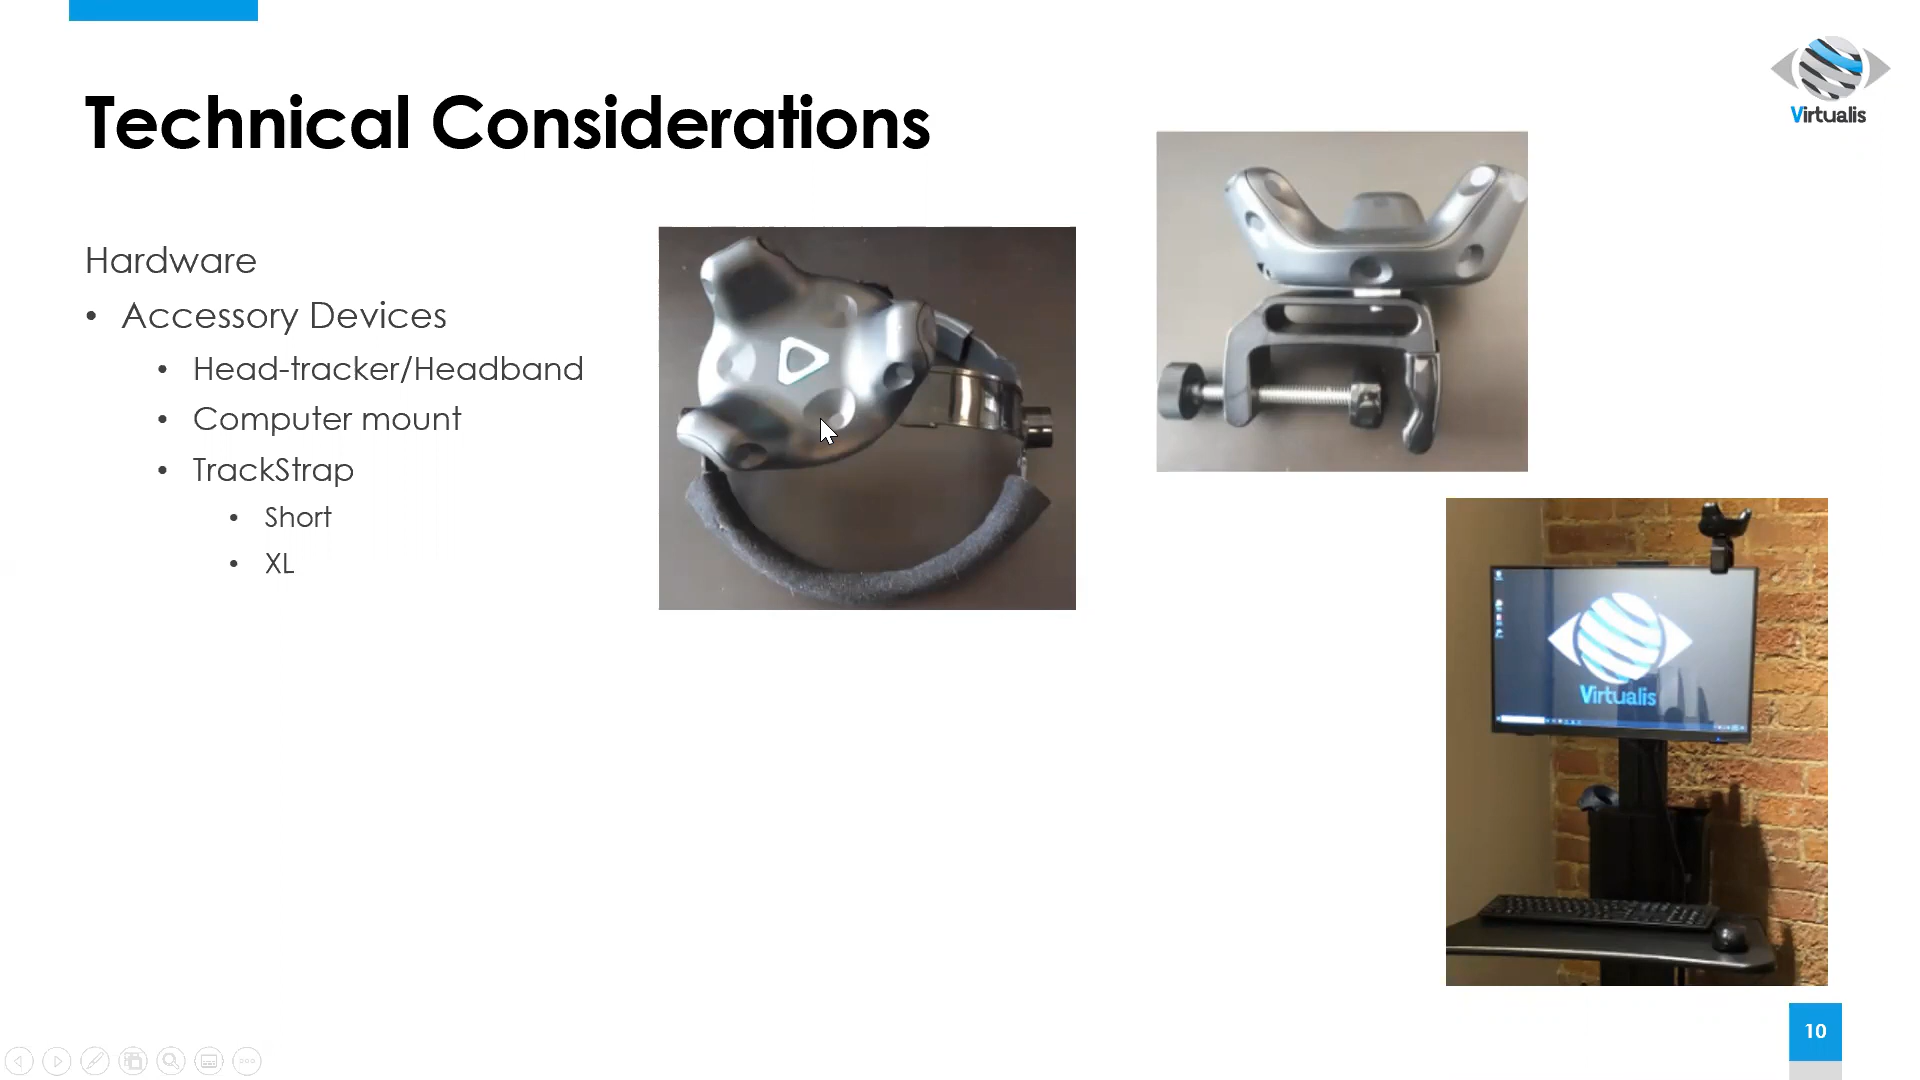 Technical Considerations
Virtualis
Hardware
• Accessory Devices
• Head-tracker/Headband
• Computer mount
• TrackStrap
• Short
• XL
Virtualis
10